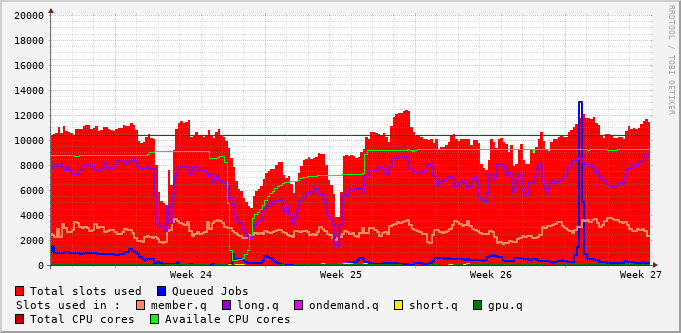 20000
18000
16000
14000
12000
10000
8000
6000
4000
2000
0
Week 24 Week 25 Week 26 Week 27
RRDTOOL / TOBI OETIKER
Total slots used Queued Jobs
Slots used in : member.q long.q ondemand.q short.q gpu.q
Total CPU cores Availale CPU cores